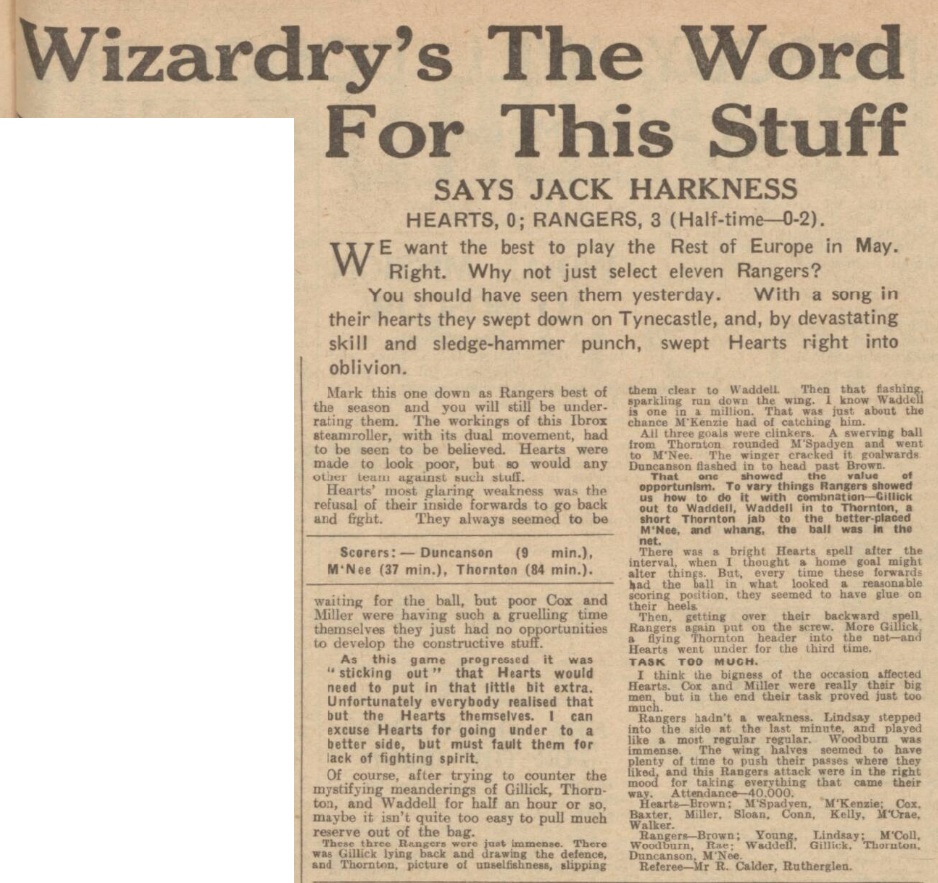 Wizardry's The Word
For This Stuff
SAYS JACK HARKNESS
HEARTS, 0; RANGERS, 3 (Half-time—0-2).
WE want the best to play the Rest of Europe in May.
Right. Why not just select eleven Rangers?
You should have seen them yesterday. With a song in
their hearts they swept down on Tynecastle, and, by devastating
skill and sledge-hammer punch, swept Hearts right into
oblivion.
Mark this one down as Rangers best of
the season and you will still be under-
rating them. The workings of this Ibrox
steamroller, with its dual movement, had
to be seen to be believed. Hearts were
made to look poor, but so would any
other team against such stuff.
Hearts' most glaring weakness was the
refusal of their inside forwards to go back
and fight. They always seemed to be
Scorers: — Duncanson (9 min.),
M'Nee (37 min.), Thornton (84 min.).
waiting for the ball, but poor Cox and
Miller were having such a gruelling time
themselves they just had no opportunities
to develop the constructive stuff.
As this game progressed it was
"sticking out" that Hearts would
need to put in that little bit extra.
Unfortunately everybody realised that
but the Hearts themselves. I can
excuse Hearts for going under to a
better side, but must fault them for
lack of fighting spirit.
Of course, after trying to counter the
mystifying meanderings of Gillick, Thorn-
ton, and Waddell for half an hour or so,
maybe it isn't quite too easy to pull much
reserve out of the bag.
These three Rangers were just immense. There
was Gillick lying back and drawing the defence,
and Thornton, picture of unselfishness, slipping
them clear to Waddell. Then that flashing,
sparkling run down the wing. I know Waddell
is one in a million. That was just about the
chance M'Kenzie had of catching him.
All three goals were clinkers. A swerving ball
from Thornton rounded M'Spadyen and went
to M'Nee. The winger cracked it goalwards.
Duncanson flashed in to head past Brown.
That one showed the value of
opportunism. To vary things Rangers showed
us how to do it with combnation—Gillick
out to Waddell, Waddell in to Thornton, a
short Thornton jab to the better-placed
M'Nee, and whang, the ball was in the
net.
There was a bright Hearts spell after the
interval, when I thought a home goal might
alter things. But, every time these forwards
had the ball in what looked a reasonable
scoring position, they seemed to have glue on
their heels.
Then, getting over their backward spell,
Rangers again put on the screw. More Gillick,
a flying Thornton header into the net—and
Hearts went under for the third time.
TASK TOO MUCH.
I think the bigness of the occasion affected
Hearts. Cox and Miller were really their big
men, but in the end their task proved just too
much.
Rangers hadn't a weakness. Lindsay stepped
into the side at the last minute, and played
like a most regular regular. Woodburn was
immense. The wing halves seemed to have
plenty of time to push their passes where they
liked, and this Rangers attack were in the right
mood for taking everything that came their
way. Attendance—40,000.
Hearts—Brown; M'Spadyen, M'Kenzie; Cox,
Baxter, Miller, Sloan, Conn, Kelly, M'Crae,
Walker.
Rangers—Brown; Young, Lindsay; M'Coll,
Woodburn, Rae; Waddell, Gillick, Thornton,
Duncanson, M'Nee.
Referee—Mr R. Calder, Rutherglen.